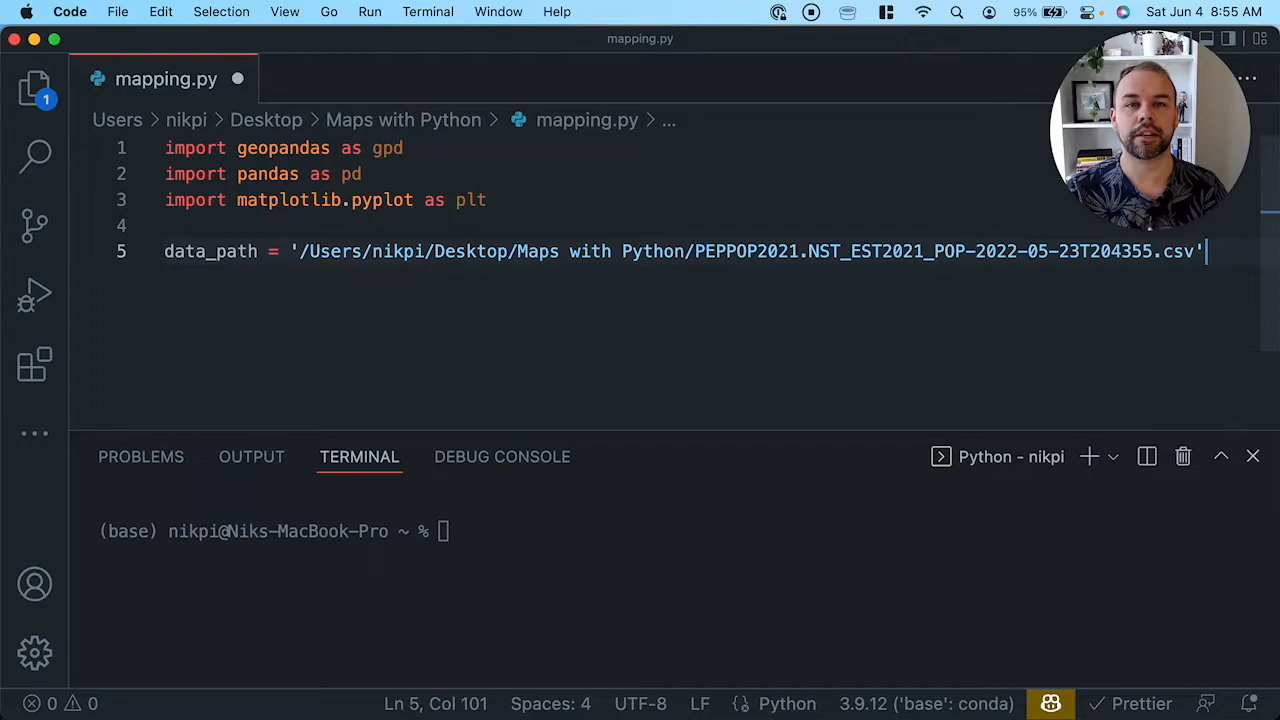 Code File Edit Selection View Go Run Terminal Window Help 95% Sat Jun 4 8:55 AM
mapping.py
mapping.py
1
Users > nikpi > Desktop > Maps with Python > mapping.py > ...
1 import geopandas as gpd
2 import pandas as pd
3 import matplotlib.pyplot as plt
4
5 data_path = '/Users/nikpi/Desktop/Maps with Python/PEPPOP2021.NST_EST2021_POP-2022-05-23T204355.csv'
PROBLEMS OUTPUT TERMINAL DEBUG CONSOLE Python - nikpi
(base) nikpi@Niks-MacBook-Pro ~ %
0 0 Ln 5, Col 101 Spaces: 4 UTF-8 LF Python 3.9.12 ('base': conda) Prettier